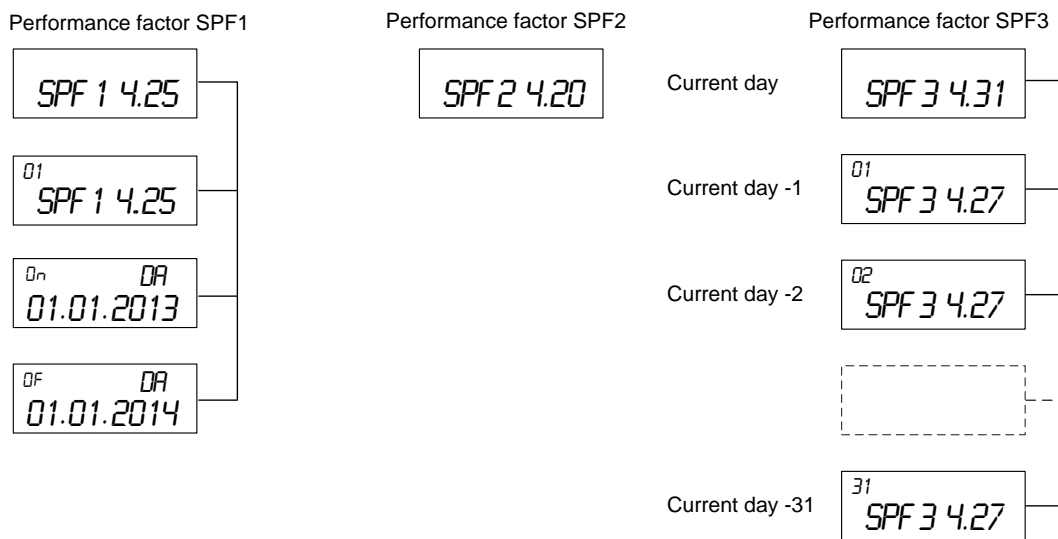 Performance factor SPF1
SPF 1 4.25
01
SPF 1 4.25
On DA
01.01.2013
OF DA
01.01.2014
Performance factor SPF2
SPF 2 4.20
Performance factor SPF3
Current day
SPF 3 4.31
Current day -1
01
SPF 3 4.27
Current day -2
02
SPF 3 4.27
Current day -31
31
SPF 3 4.27